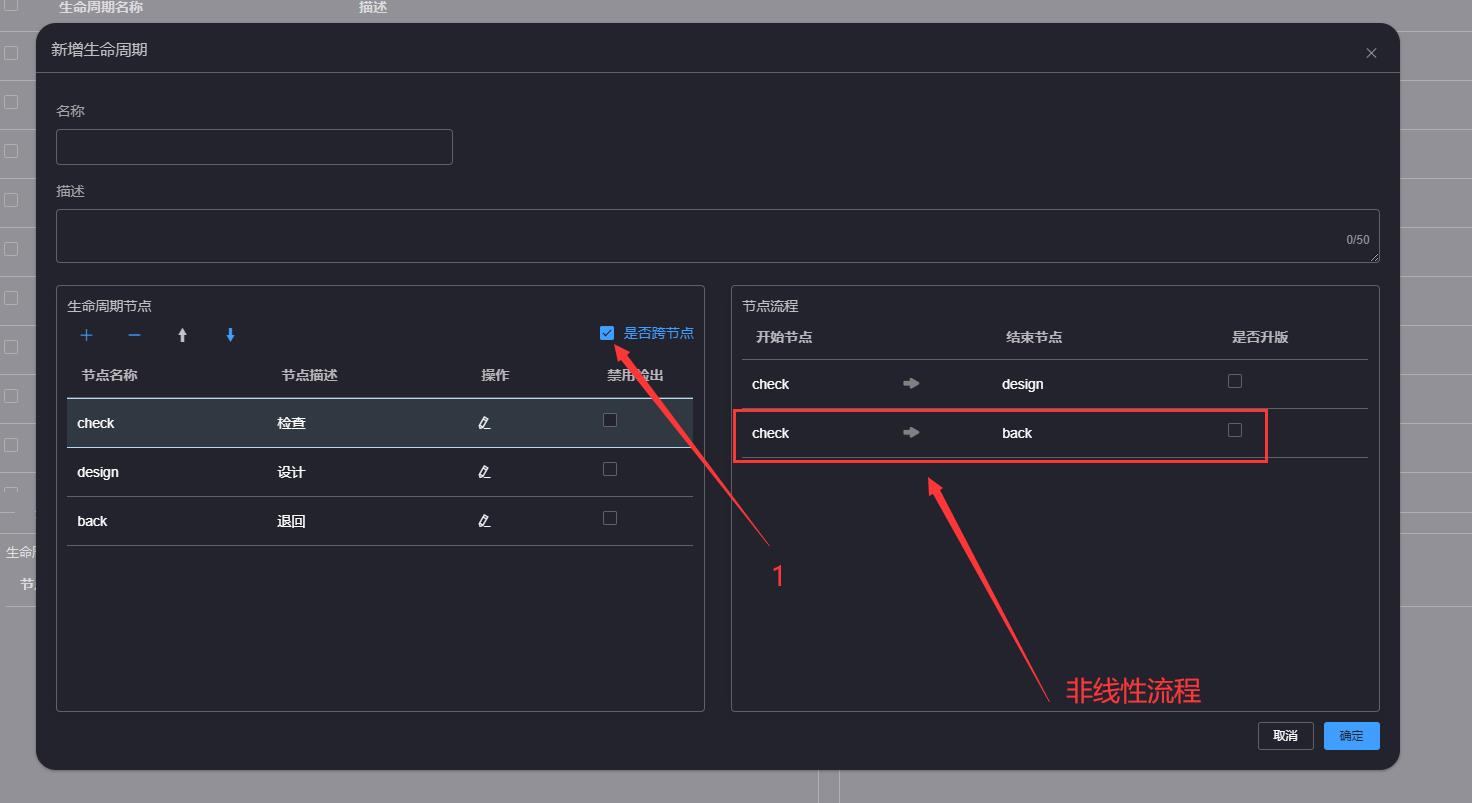 生命周期名称 描述
新增生命周期
名称
描述
0/50
生命周期节点
是否跨节点
节点名称 节点描述 操作 禁用检出
check 检查
design 设计
back 退回
节点流程
开始节点 结束节点 是否升版
check design
check back
1
非线性流程
取消 确定
生命
节